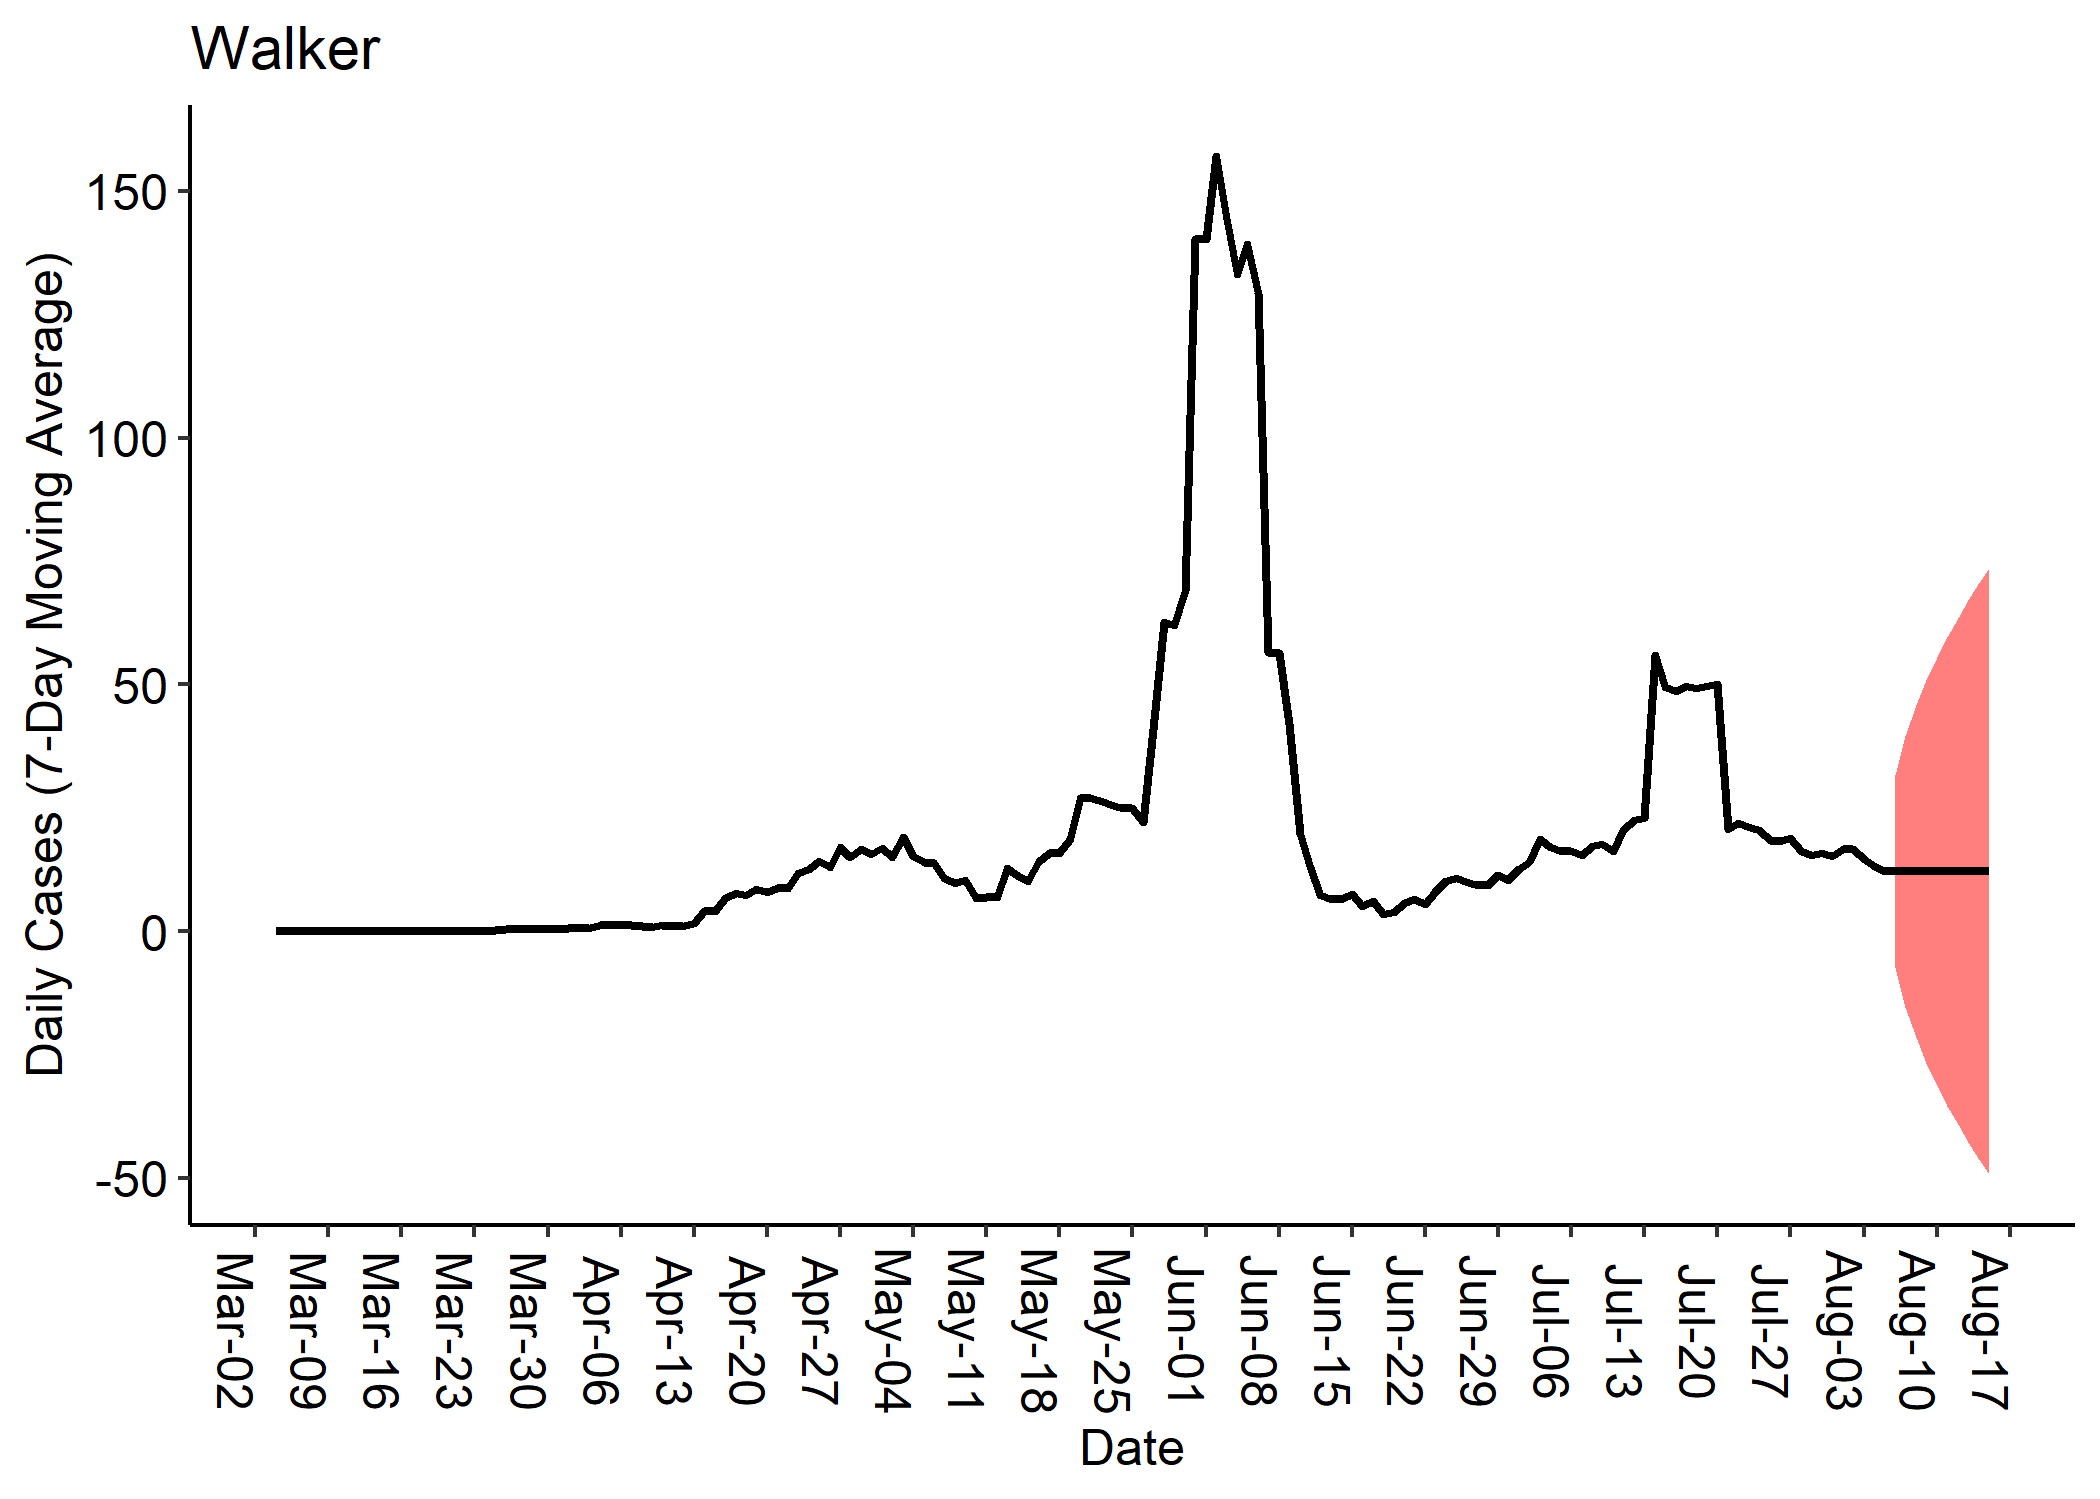 Walker
Daily Cases (7-Day Moving Average)
150
100
50
0
-50
Mar-02
Mar-09
Mar-16
Mar-23
Mar-30
Apr-06
Apr-13
Apr-20
Apr-27
May-04
May-11
May-18
May-25
Jun-01
Jun-08
Jun-15
Jun-22
Jun-29
Jul-06
Jul-13
Jul-20
Jul-27
Aug-03
Aug-10
Aug-17
Date